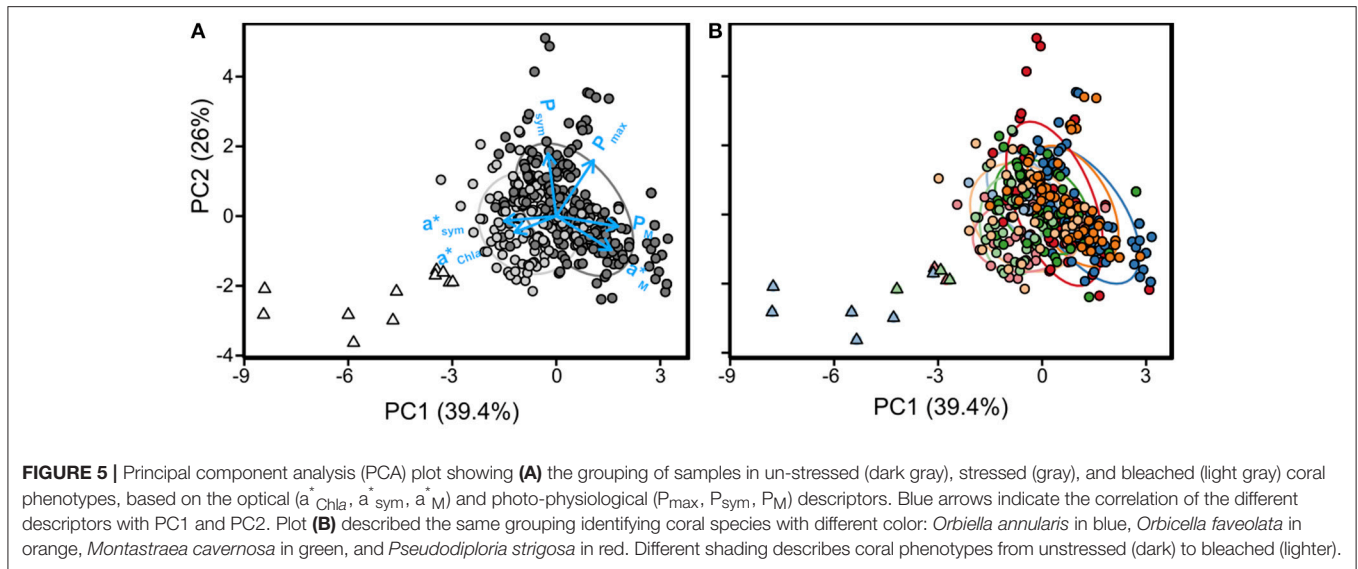 A
B
PC2 (26%)
4
2
0
-2
-4
P sym
P max
a* sym
a* Chla
P M
a* M
-9
-6
-3
0
3
-9
-6
-3
0
3
PC1 (39.4%)
PC1 (39.4%)
FIGURE 5 | Principal component analysis (PCA) plot showing (A) the grouping of samples in un-stressed (dark gray), stressed (gray), and bleached (light gray) coral
phenotypes, based on the optical (a*Chla, a*sym, a*M) and photo-physiological (Pmax, Psym, PM) descriptors. Blue arrows indicate the correlation of the different
descriptors with PC1 and PC2. Plot (B) described the same grouping identifying coral species with different color: Orbiella annularis in blue, Orbicella faveolata in
orange, Montastraea cavernosa in green, and Pseudodiploria strigosa in red. Different shading describes coral phenotypes from unstressed (dark) to bleached (lighter).